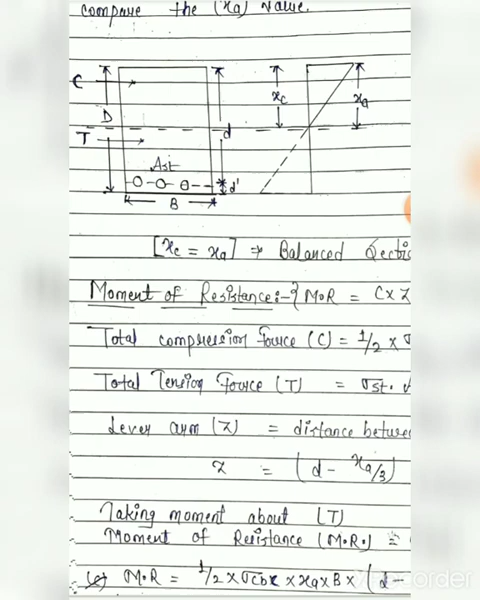 compare the (xa) value.
C
D
T
d
xc
xa
Ast
d'
B
[xc = xa] ⇒ Balanced Sectio
Moment of Resistance:-} M.R = C x Z
Total compression force (C) = 1/2 x σ
Total Tension Force (T) = σst.
Lever arm (Z) = distance betwee
z = (d - xa/3)
Taking moment about (T)
Moment of Resistance (M.R.) =
M.R = 1/2 x σcbc x xa x B x (d
Recorder